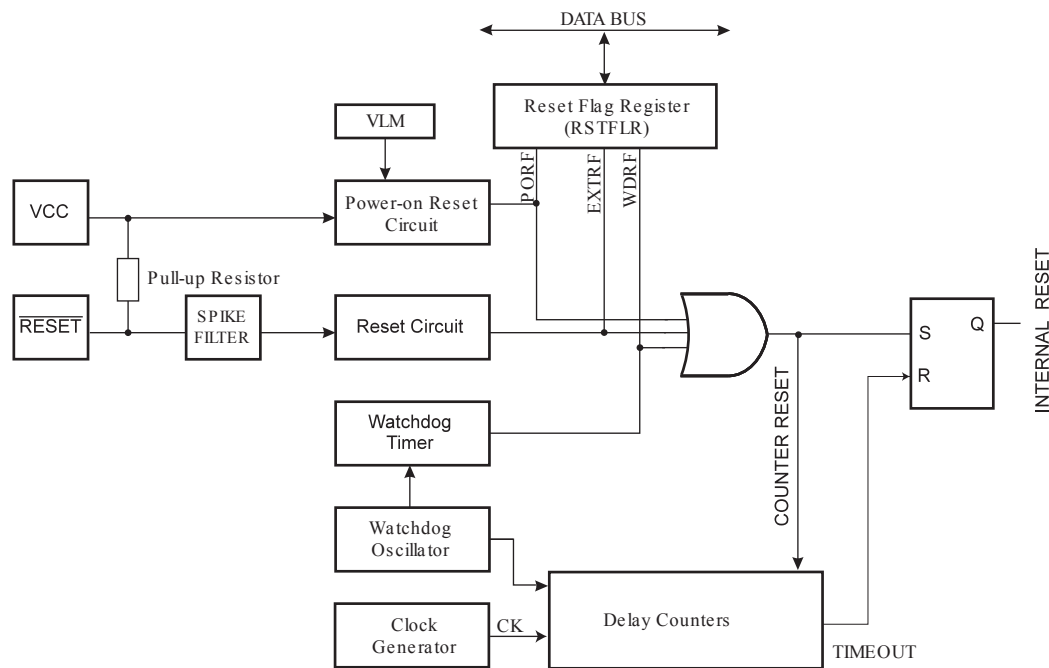 DATA BUS
Reset Flag Register
(RSTFLR)
VLM
PORF
EXTRF
WDRF
VCC
Power-on Reset
Circuit
Pull-up Resistor
RESET
SPIKE
FILTER
Reset Circuit
S
Q
R
INTERNAL RESET
Watchdog
Timer
COUNTER RESET
Watchdog
Oscillator
Clock
Generator
CK
Delay Counters
TIMEOUT